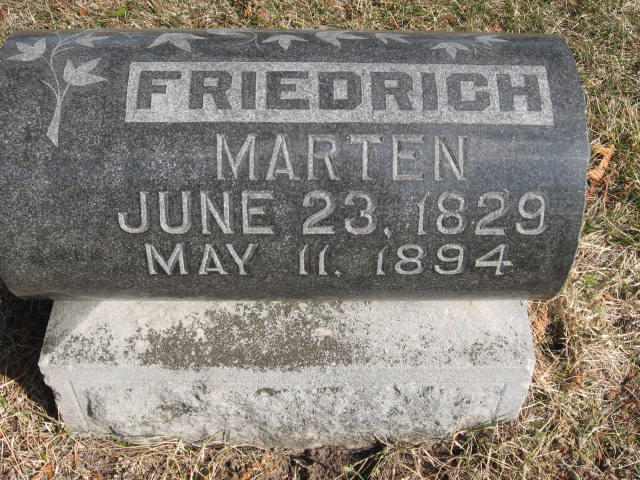 FRIEDRICH
MARTEN
JUNE 23, 1829
MAY 11, 1894